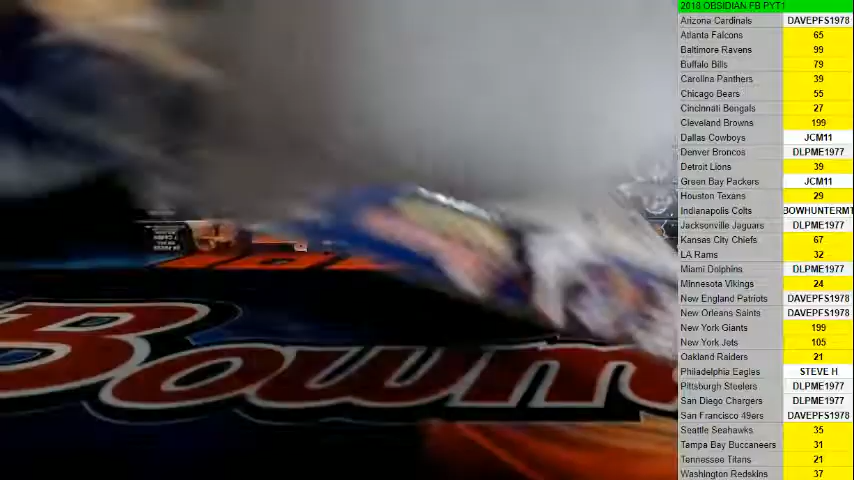 2018 OBSIDIAN FB PYT1
Arizona Cardinals DAVEPFS1978
Atlanta Falcons 65
Baltimore Ravens 99
Buffalo Bills 79
Carolina Panthers 39
Chicago Bears 55
Cincinnati Bengals 27
Cleveland Browns 199
Dallas Cowboys JCM11
Denver Broncos DLPME1977
Detroit Lions 39
Green Bay Packers JCM11
Houston Texans 29
Indianapolis Colts BOWHUNTERMT
Jacksonville Jaguars DLPME1977
Kansas City Chiefs 67
LA Rams 32
Miami Dolphins DLPME1977
Minnesota Vikings 24
New England Patriots DAVEPFS1978
New Orleans Saints DAVEPFS1978
New York Giants 199
New York Jets 105
Oakland Raiders 21
Philadelphia Eagles STEVE H
Pittsburgh Steelers DLPME1977
San Diego Chargers DLPME1977
San Francisco 49ers DAVEPFS1978
Seattle Seahawks 35
Tampa Bay Buccaneers 31
Tennessee Titans 21
Washington Redskins 37
Bowm